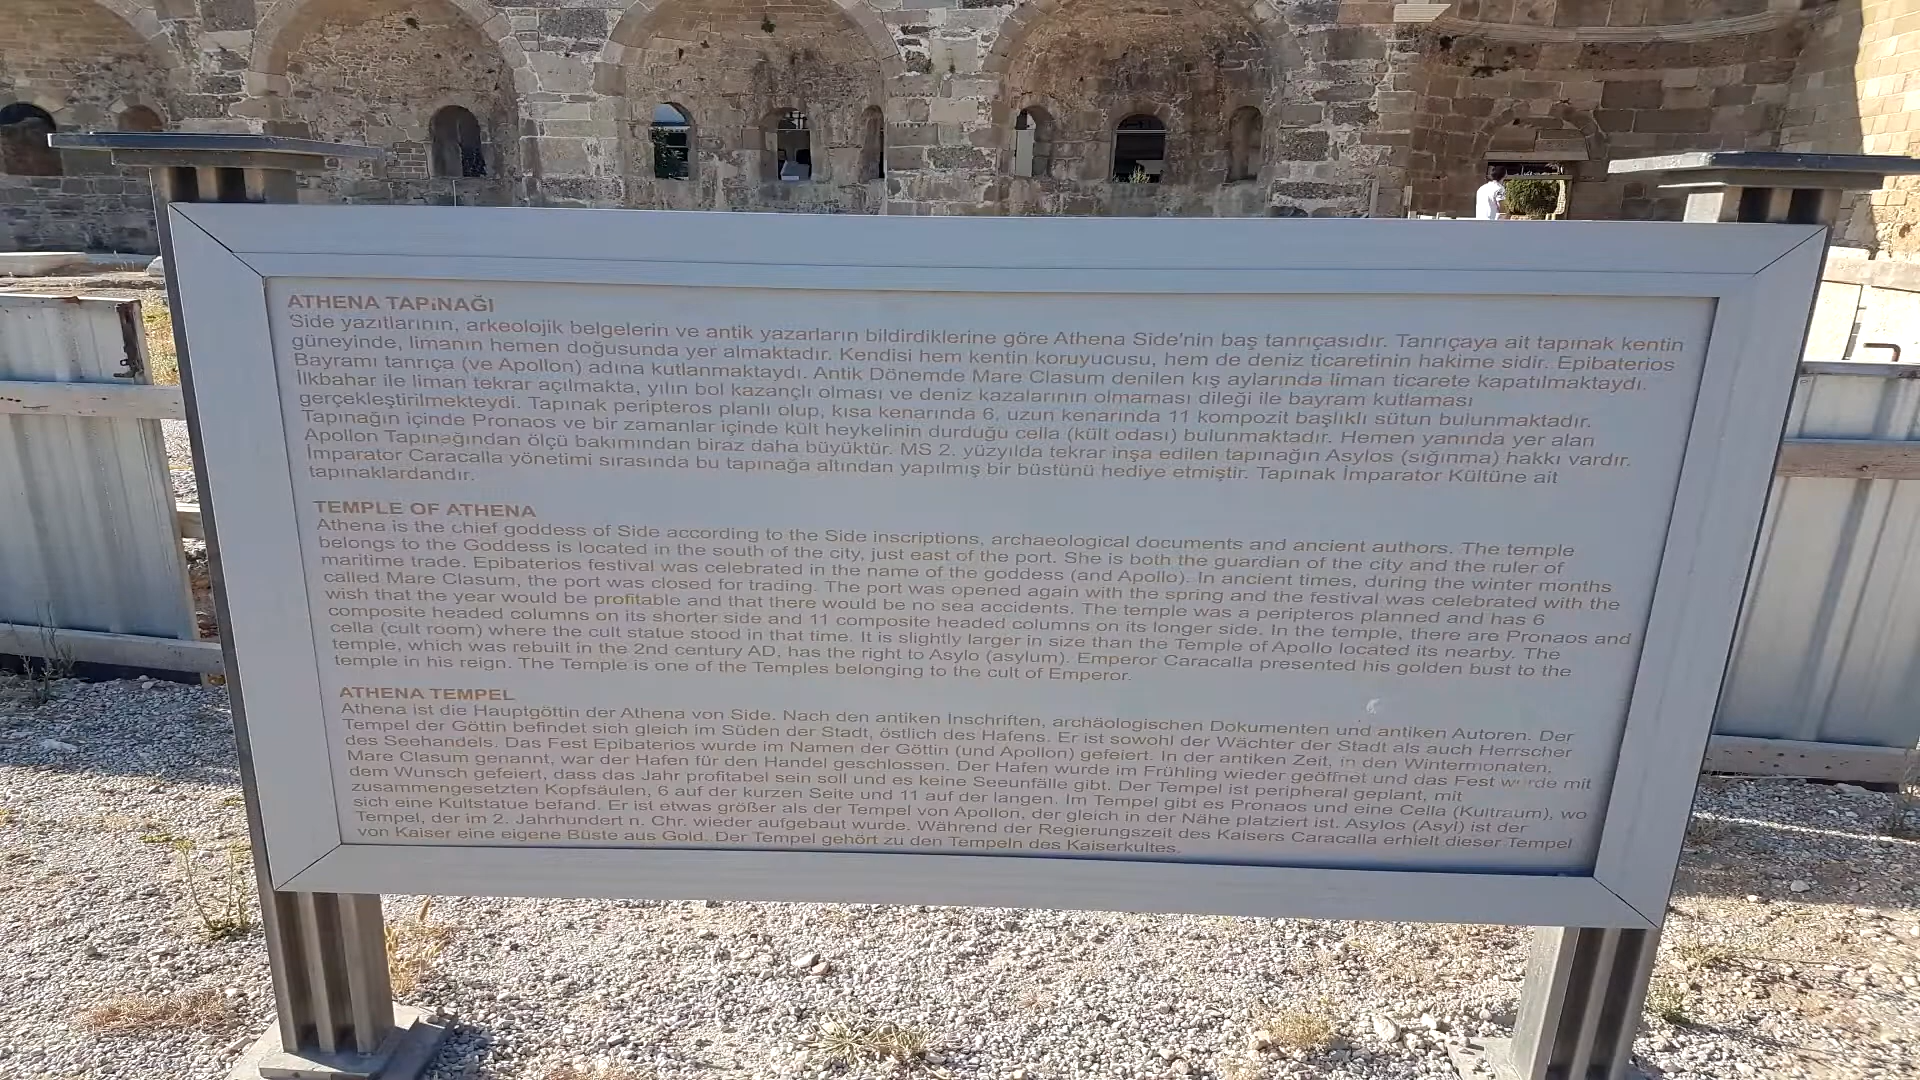 ATHENA TAPiNAĞI
Side yazıtlarının, arkeolojik belgelerin ve antik yazarların bildirdiklerine göre Athena Side'nin baş tanrıçasıdır. Tanrıçaya ait tapınak kentin
güneyinde, limanın hemen doğusunda yer almaktadır. Kendisi hem kentin koruyucusu, hem de deniz ticaretinin hakime sidir. Epibaterios
Bayramı tanrıça (ve Apollon) adına kutlanmaktaydı. Antik Dönemde Mare Clasum denilen kış aylarında liman ticarete kapatılmaktaydı.
İlkbahar ile liman tekrar açılmakta, yılın bol kazançlı olması ve deniz kazalarının olmaması dileği ile bayram kutlaması
gerçekleştirilmekteydi. Tapınak peripteros planlı olup, kısa kenarında 6, uzun kenarında 11 kompozit başlıklı sütun bulunmaktadır.
Tapınağın içinde Pronaos ve bir zamanlar içinde kült heykelinin durduğu cella (kült odası) bulunmaktadır. Hemen yanında yer alan
Apollon Tapınağından ölçü bakımından biraz daha büyüktür. MS 2. yüzyılda tekrar inşa edilen tapınağın Asylos (sığınma) hakkı vardır.
İmparator Caracalla yönetimi sırasında bu tapınağa altından yapılmış bir büstünü hediye etmiştir. Tapınak İmparator Kültüne ait
tapınaklardandır.
TEMPLE OF ATHENA
Athena is the chief goddess of Side according to the Side inscriptions, archaeological documents and ancient authors. The temple
belongs to the Goddess is located in the south of the city, just east of the port. She is both the guardian of the city and the ruler of
maritime trade. Epibaterios festival was celebrated in the name of the goddess (and Apollo). In ancient times, during the winter months
called Mare Clasum, the port was closed for trading. The port was opened again with the spring and the festival was celebrated with the
wish that the year would be profitable and that there would be no sea accidents. The temple was a peripteros planned and has 6
composite headed columns on its shorter side and 11 composite headed columns on its longer side. In the temple, there are Pronaos and
cella (cult room) where the cult statue stood in that time. It is slightly larger in size than the Temple of Apollo located its nearby. The
temple, which was rebuilt in the 2nd century AD, has the right to Asylo (asylum). Emperor Caracalla presented his golden bust to the
temple in his reign. The Temple is one of the Temples belonging to the cult of Emperor.
ATHENA TEMPEL
Athena ist die Hauptgöttin der Athena von Side. Nach den antiken Inschriften, archäologischen Dokumenten und antiken Autoren. Der
Tempel der Göttin befindet sich gleich im Süden der Stadt, östlich des Hafens. Er ist sowohl der Wächter der Stadt als auch Herrscher
des Seehandels. Das Fest Epibaterios wurde im Namen der Göttin (und Apollon) gefeiert. In der antiken Zeit, in den Wintermonaten,
Mare Clasum genannt, war der Hafen für den Handel geschlossen. Der Hafen wurde im Frühling wieder geöffnet und das Fest wurde mit
dem Wunsch gefeiert, dass das Jahr profitabel sein soll und es keine Seeunfälle gibt. Der Tempel ist peripheral geplant, mit
zusammengesetzten Kopfsäulen, 6 auf der kurzen Seite und 11 auf der langen. Im Tempel gibt es Pronaos und eine Cella (Kultraum), wo
sich eine Kultstatue befand. Er ist etwas größer als der Tempel von Apollon, der gleich in der Nähe platziert ist. Asylos (Asyl) ist der
Tempel, der im 2. Jahrhundert n. Chr. wieder aufgebaut wurde. Während der Regierungszeit des Kaisers Caracalla erhielt dieser Tempel
von Kaiser eine eigene Büste aus Gold. Der Tempel gehört zu den Tempeln des Kaiserkultes.